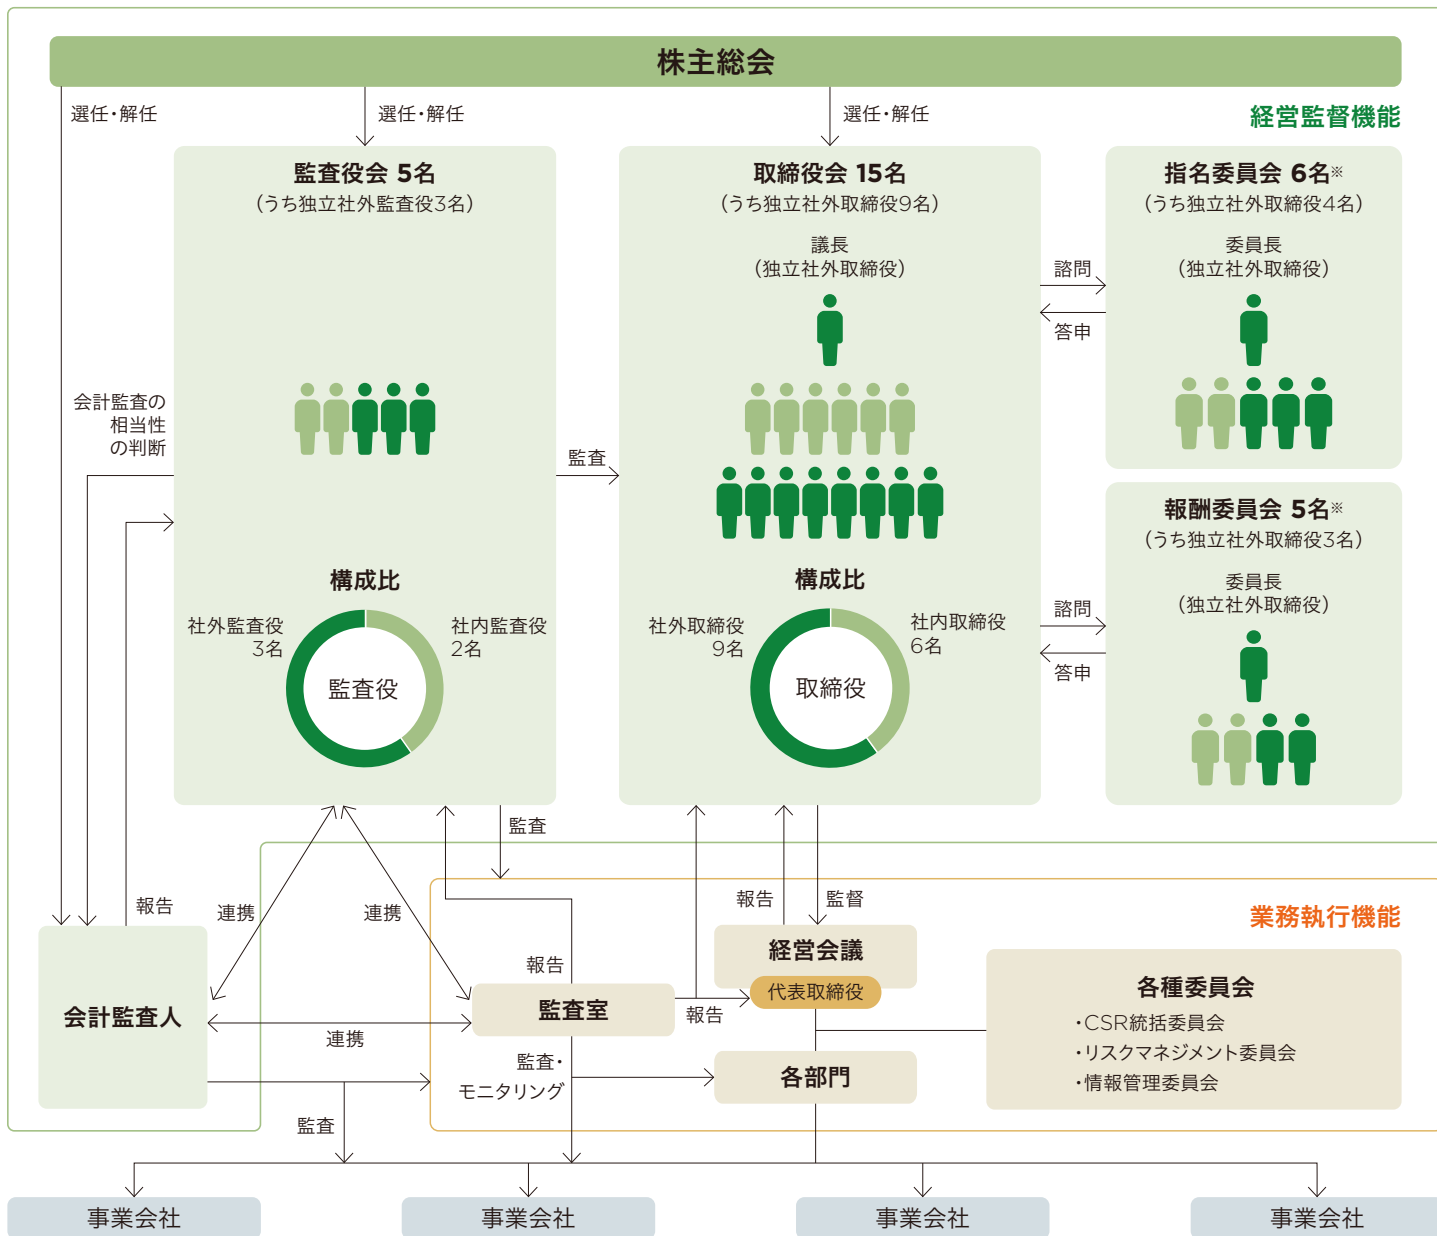 株主総会
選任・解任
選任・解任
選任・解任
経営監督機能
監査役会 5名
(うち独立社外監査役3名)
取締役会 15名
(うち独立社外取締役9名)
議長
(独立社外取締役)
指名委員会 6名※
(うち独立社外取締役4名)
委員長
(独立社外取締役)
諮問
答申
会計監査の
相当性
の判断
監査
報酬委員会 5名※
(うち独立社外取締役3名)
委員長
(独立社外取締役)
諮問
答申
構成比
社外監査役
3名
社内監査役
2名
監査役
構成比
社外取締役
9名
社内取締役
6名
取締役
監査
報告
連携
連携
報告
監督
業務執行機能
会計監査人
報告
監査室
報告
経営会議
代表取締役
各種委員会
・CSR統括委員会
・リスクマネジメント委員会
・情報管理委員会
連携
監査・
モニタリング
各部門
監査
事業会社
事業会社
事業会社
事業会社